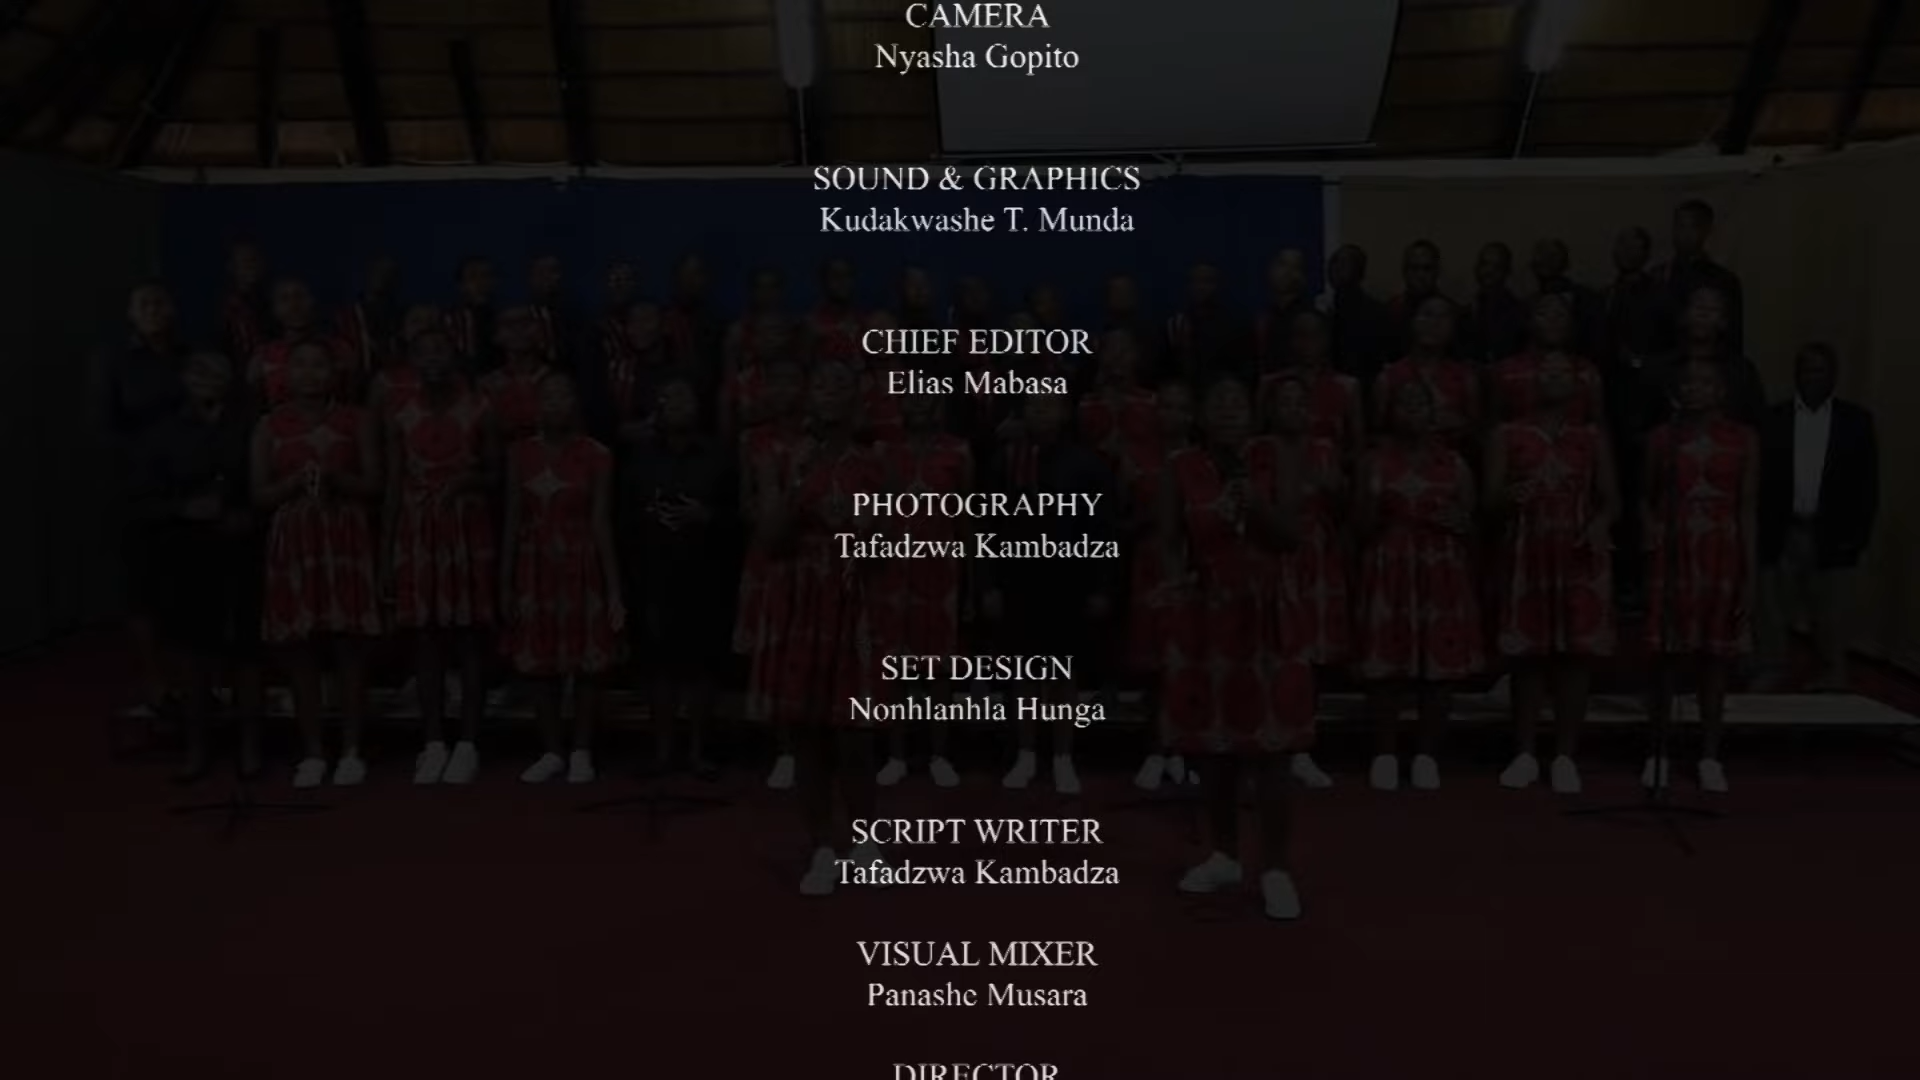 CAMERA
Nyasha Gopito
SOUND & GRAPHICS
Kudakwashe T. Munda
CHIEF EDITOR
Elias Mabasa
PHOTOGRAPHY
Tafadzwa Kambadza
SET DESIGN
Nonhlanhla Hunga
SCRIPT WRITER
Tafadzwa Kambadza
VISUAL MIXER
Panashe Musara
DIRECTOR